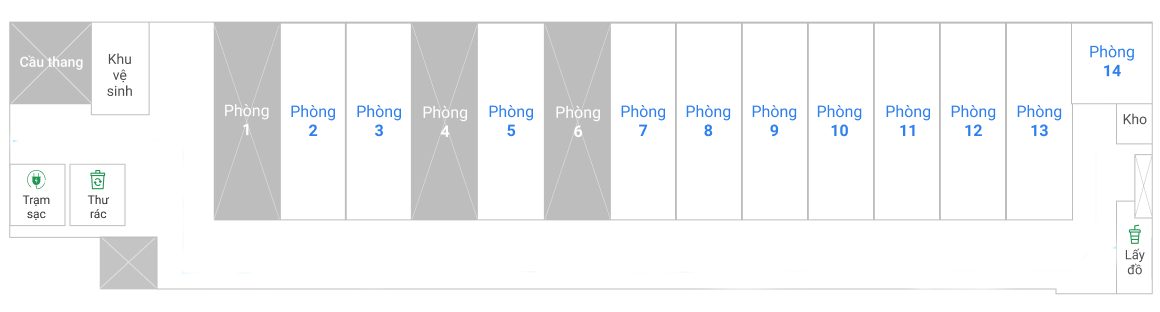 Cầu thang
Khu
vệ
sinh
Phòng
1
Phòng
2
Phòng
3
Phòng
4
Phòng
5
Phòng
6
Phòng
7
Phòng
8
Phòng
9
Phòng
10
Phòng
11
Phòng
12
Phòng
13
Phòng
14
Kho
Trạm
sạc
Thư
rác
Lấy
đồ